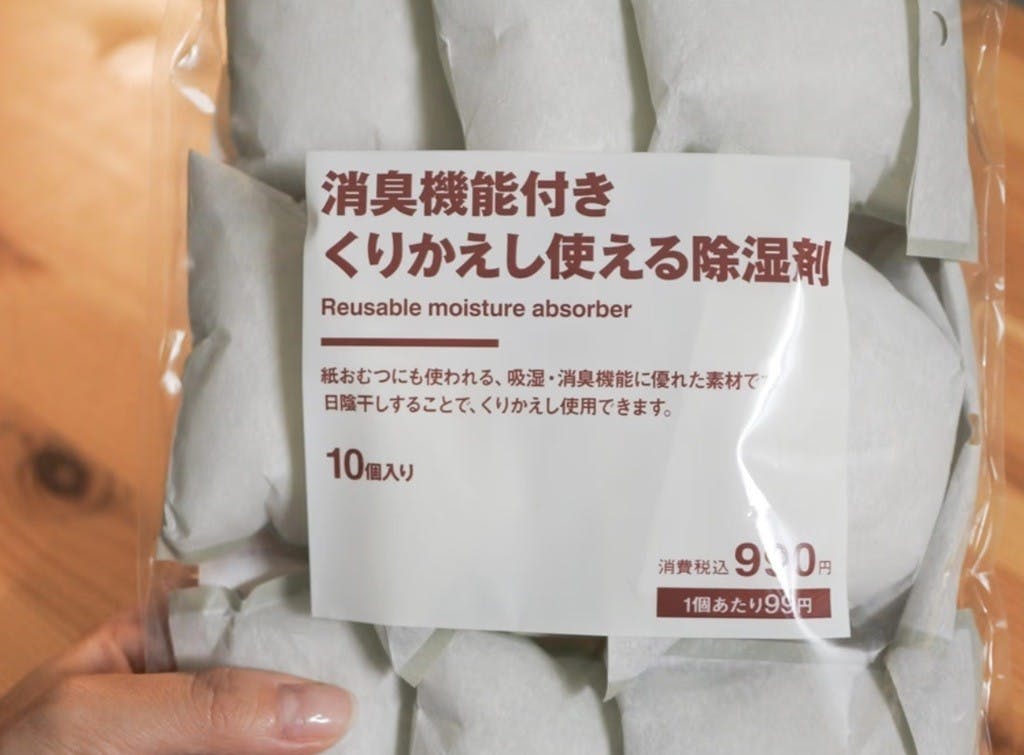 消臭機能付き
くりかえし使える除湿剤
Reusable moisture absorber
紙おむつにも使われる、吸湿・消臭機能に優れた素材で
日陰干しすることで、くりかえし使用できます。
10個入り
消費税込990円
1個あたり99円